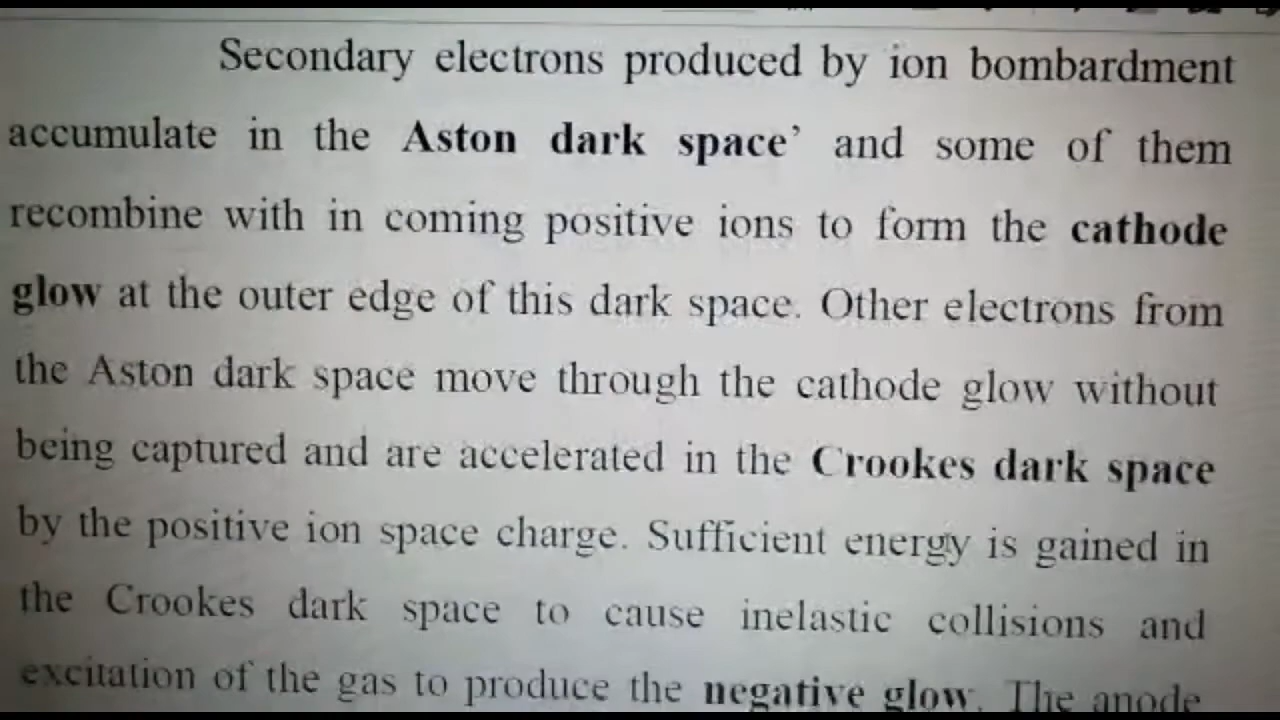 Secondary electrons produced by ion bombardment
accumulate in the Aston dark space’ and some of them
recombine with in coming positive ions to form the cathode
glow at the outer edge of this dark space. Other electrons from
the Aston dark space move through the cathode glow without
being captured and are accelerated in the Crookes dark space
by the positive ion space charge. Sufficient energy is gained in
the Crookes dark space to cause inelastic collisions and
excitation of the gas to produce the negative glow. The anode